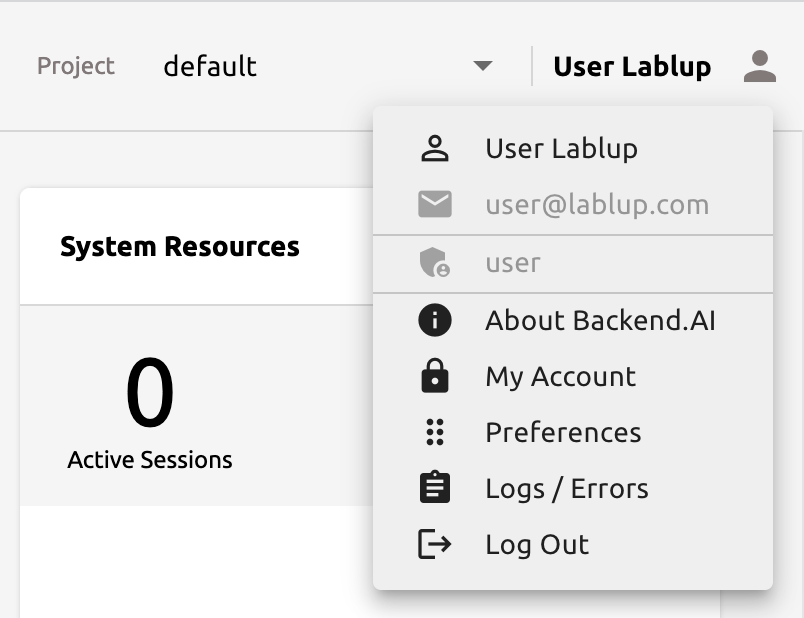 Project default User Lablup
User Lablup
user@lablup.com
System Resources
user
About Backend.AI
0
My Account
Active Sessions
Preferences
Logs / Errors
Log Out